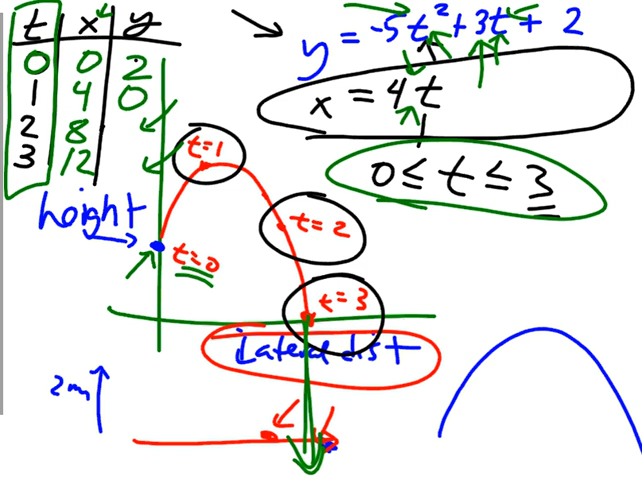 t x y
0 0 2
1 4 0
2 8
3 12
y = -5t² + 3t + 2
x = 4t
0 ≤ t ≤ 3
t=1
height
t=0
t=2
t=3
Lateral dist
2m